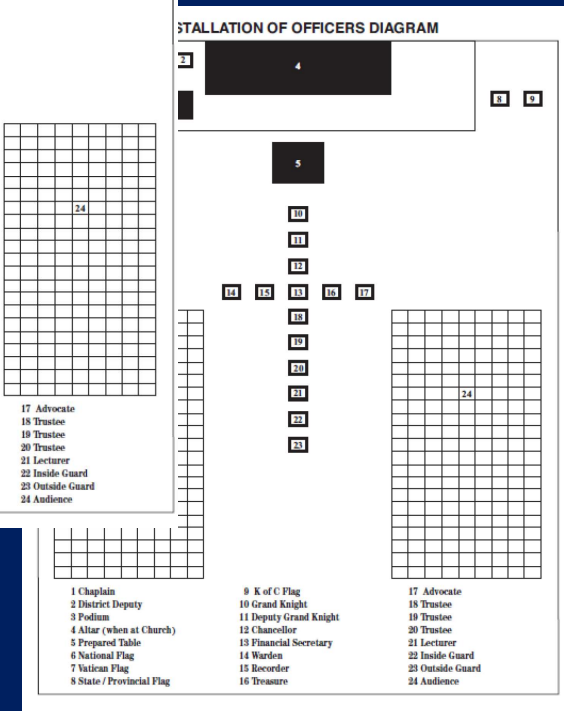 STALLATION OF OFFICERS DIAGRAM
2
4
8 9
5
24
10
11
12
14 15 13 16 17
18
19
20
21
24
22
23
17 Advocate
18 Trustee
19 Trustee
20 Trustee
21 Lecturer
22 Inside Guard
23 Outside Guard
24 Audience
1 Chaplain
2 District Deputy
3 Podium
4 Altar (when at Church)
5 Prepared Table
6 National Flag
7 Vatican Flag
8 State / Provincial Flag
9 K of C Flag
10 Grand Knight
11 Deputy Grand Knight
12 Chancellor
13 Financial Secretary
14 Warden
15 Recorder
16 Treasure
17 Advocate
18 Trustee
19 Trustee
20 Trustee
21 Lecturer
22 Inside Guard
23 Outside Guard
24 Audience